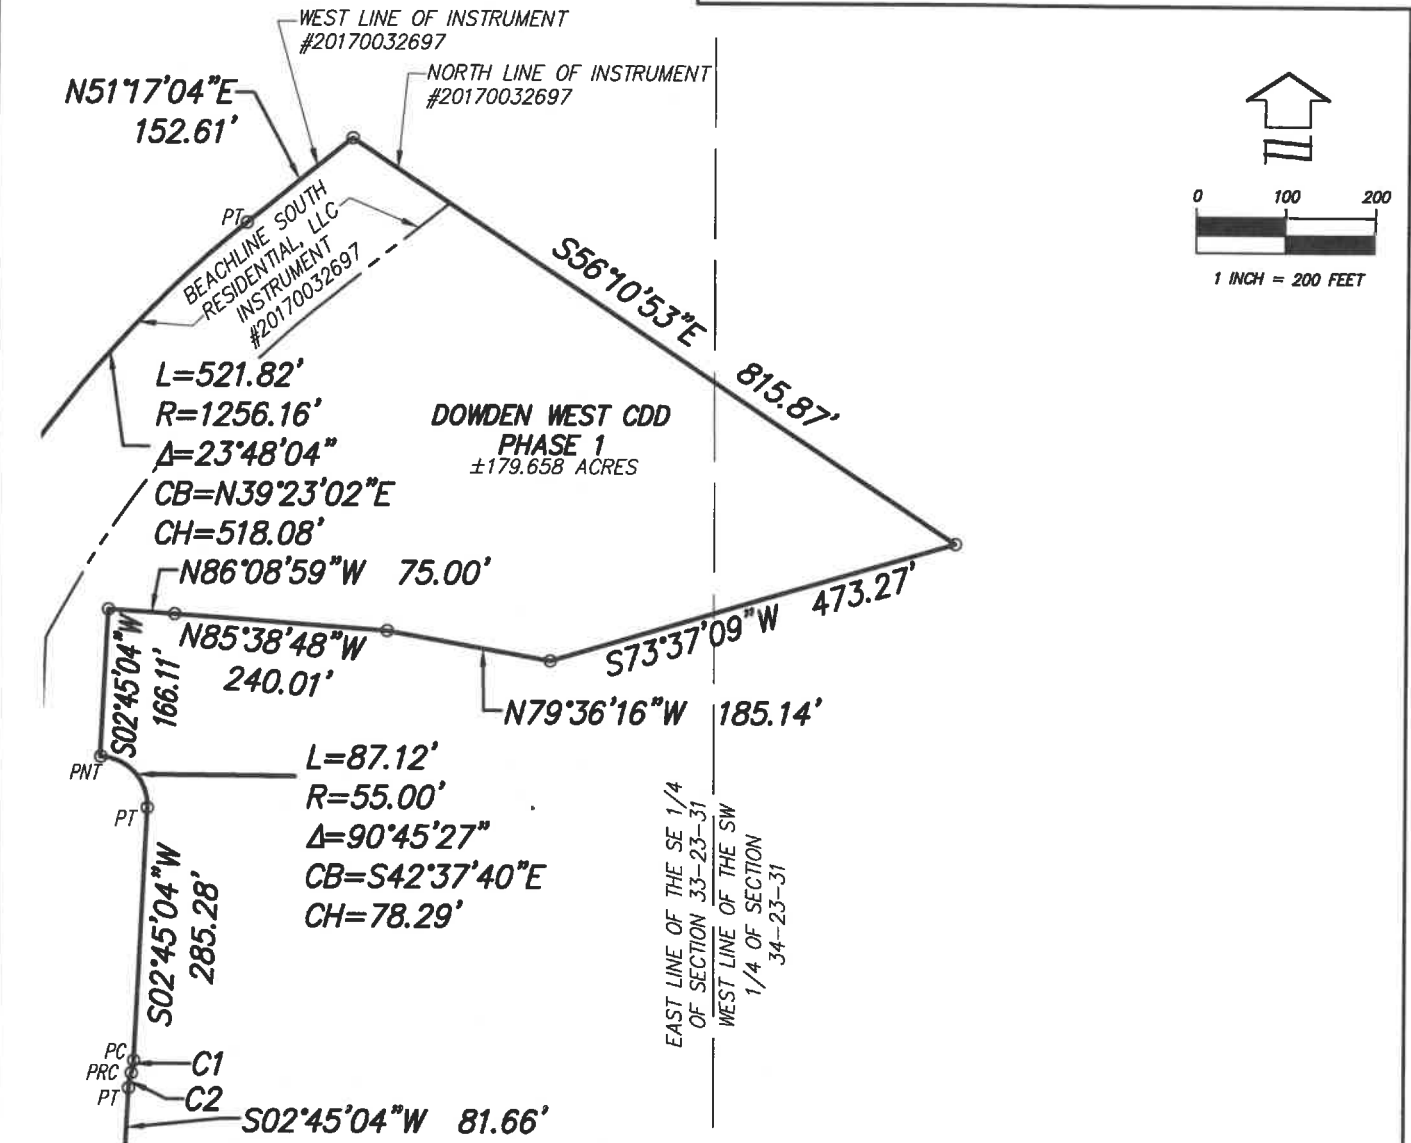 WEST LINE OF INSTRUMENT
#20170032697
NORTH LINE OF INSTRUMENT
#20170032697
N51°17'04"E
152.61'
0 100 200
1 INCH = 200 FEET
PT
BEACHLINE SOUTH
RESIDENTIAL, LLC
INSTRUMENT
#20170032697
S56°10'53"E 815.87'
L=521.82'
R=1256.16'
Δ=23°48'04"
CB=N39°23'02"E
CH=518.08'
DOWDEN WEST CDD
PHASE 1
±179.658 ACRES
N86°08'59"W 75.00'
N85°38'48"W
240.01'
S73°37'09"W 473.27'
N79°36'16"W 185.14'
S02°45'04"W
166.11'
PNT
PT
L=87.12'
R=55.00'
Δ=90°45'27"
CB=S42°37'40"E
CH=78.29'
S02°45'04"W
285.28'
EAST LINE OF THE SE 1/4
OF SECTION 33-23-31
WEST LINE OF THE SW
1/4 OF SECTION
34-23-31
PC
C1
PRC
PT
C2
S02°45'04"W 81.66'